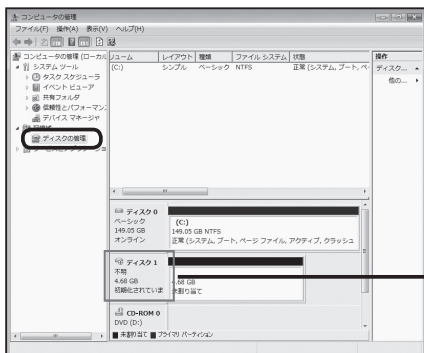 コンピュータの管理
ファイル(F) 操作(A) 表示(V) ヘルプ(H)
コンピュータの管理 (ローカル
システム ツール
タスク スケジューラ
イベント ビューア
共有フォルダ
信頼性とパフォーマンス
デバイス マネージャ
ディスクの管理
リューム レイアウト 種類 ファイル システム 状態
(C:) シンプル ベーシック NTFS 正常 (システム, ブート, ペー
操作
ディスク...
他の...
ディスク 0
ベーシック
149.05 GB
オンライン
(C:)
149.05 GB NTFS
正常 (システム, ブート, ページ ファイル, アクティブ, クラッシュ
ディスク 1
不明
4.68 GB
初期化されていま
4.68 GB
未割り当て
CD-ROM 0
DVD (D:)
未割り当て プライマリ パーティション